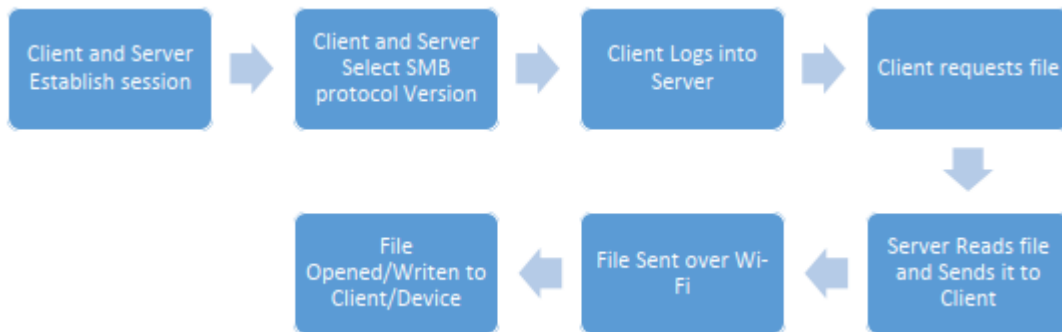 Client and Server
Establish session
Client and Server
Select SMB
protocol Version
Client Logs into
Server
Client requests file
Server Reads file
and Sends it to
Client
File Sent over Wi-
Fi
File
Opened/Writen to
Client/Device